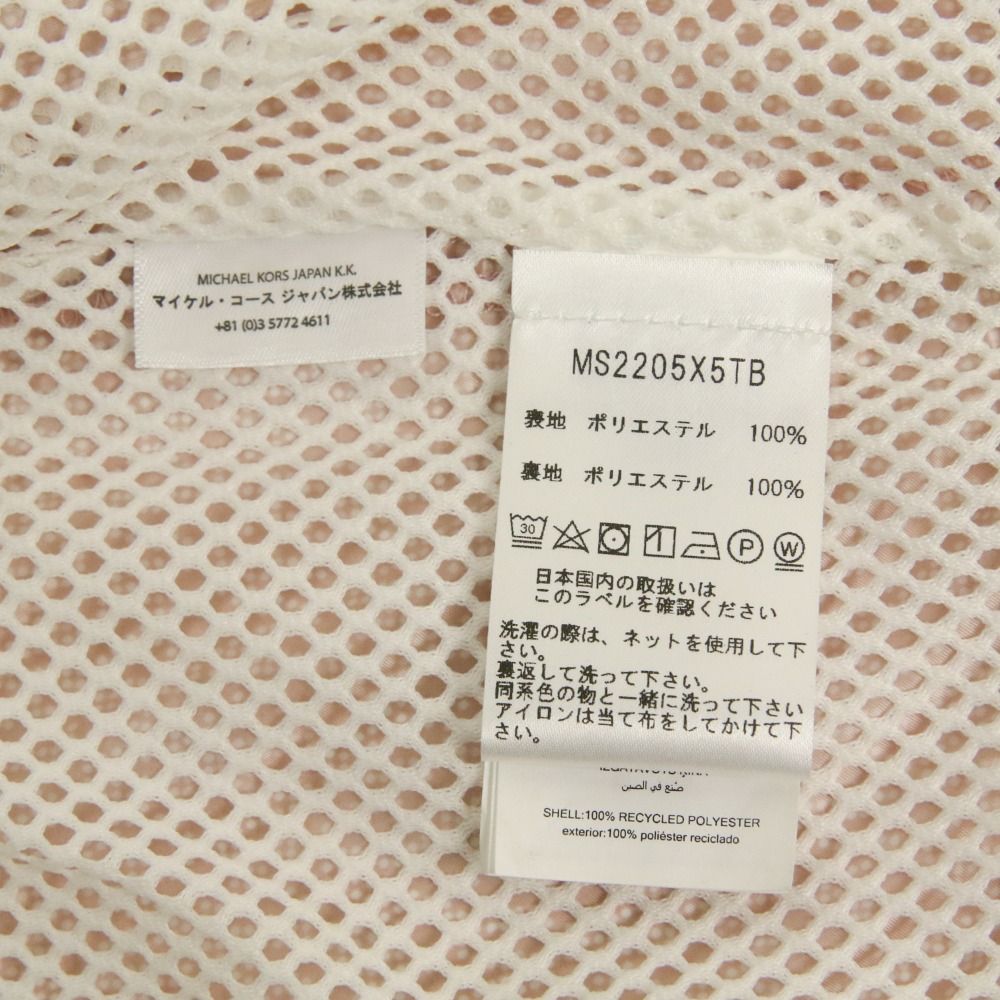 MICHAEL KORS JAPAN K.K.
マイケル・コース ジャパン株式会社
+81 (0)3 5772 4611
MS2205X5TB
表地 ポリエステル 100%
裏地 ポリエステル 100%
30
P
W
日本国内の取扱いは
このラベルを確認ください
洗濯の際は、ネットを使用して下
さい。
裏返して洗って下さい。
同系色の物と一緒に洗って下さい
アイロンは当て布をしてかけて下
さい。
صنع في الصين
SHELL:100% RECYCLED POLYESTER
exterior:100% poliéster reciclado